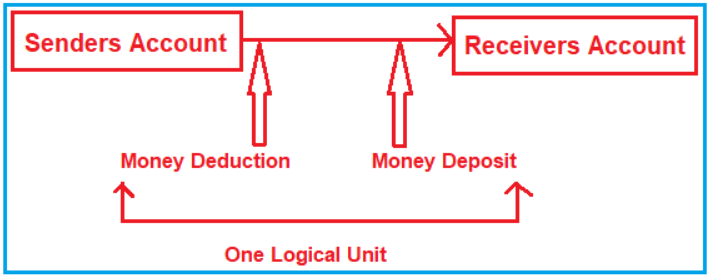 Senders Account
Receivers Account
Money Deduction
Money Deposit
One Logical Unit